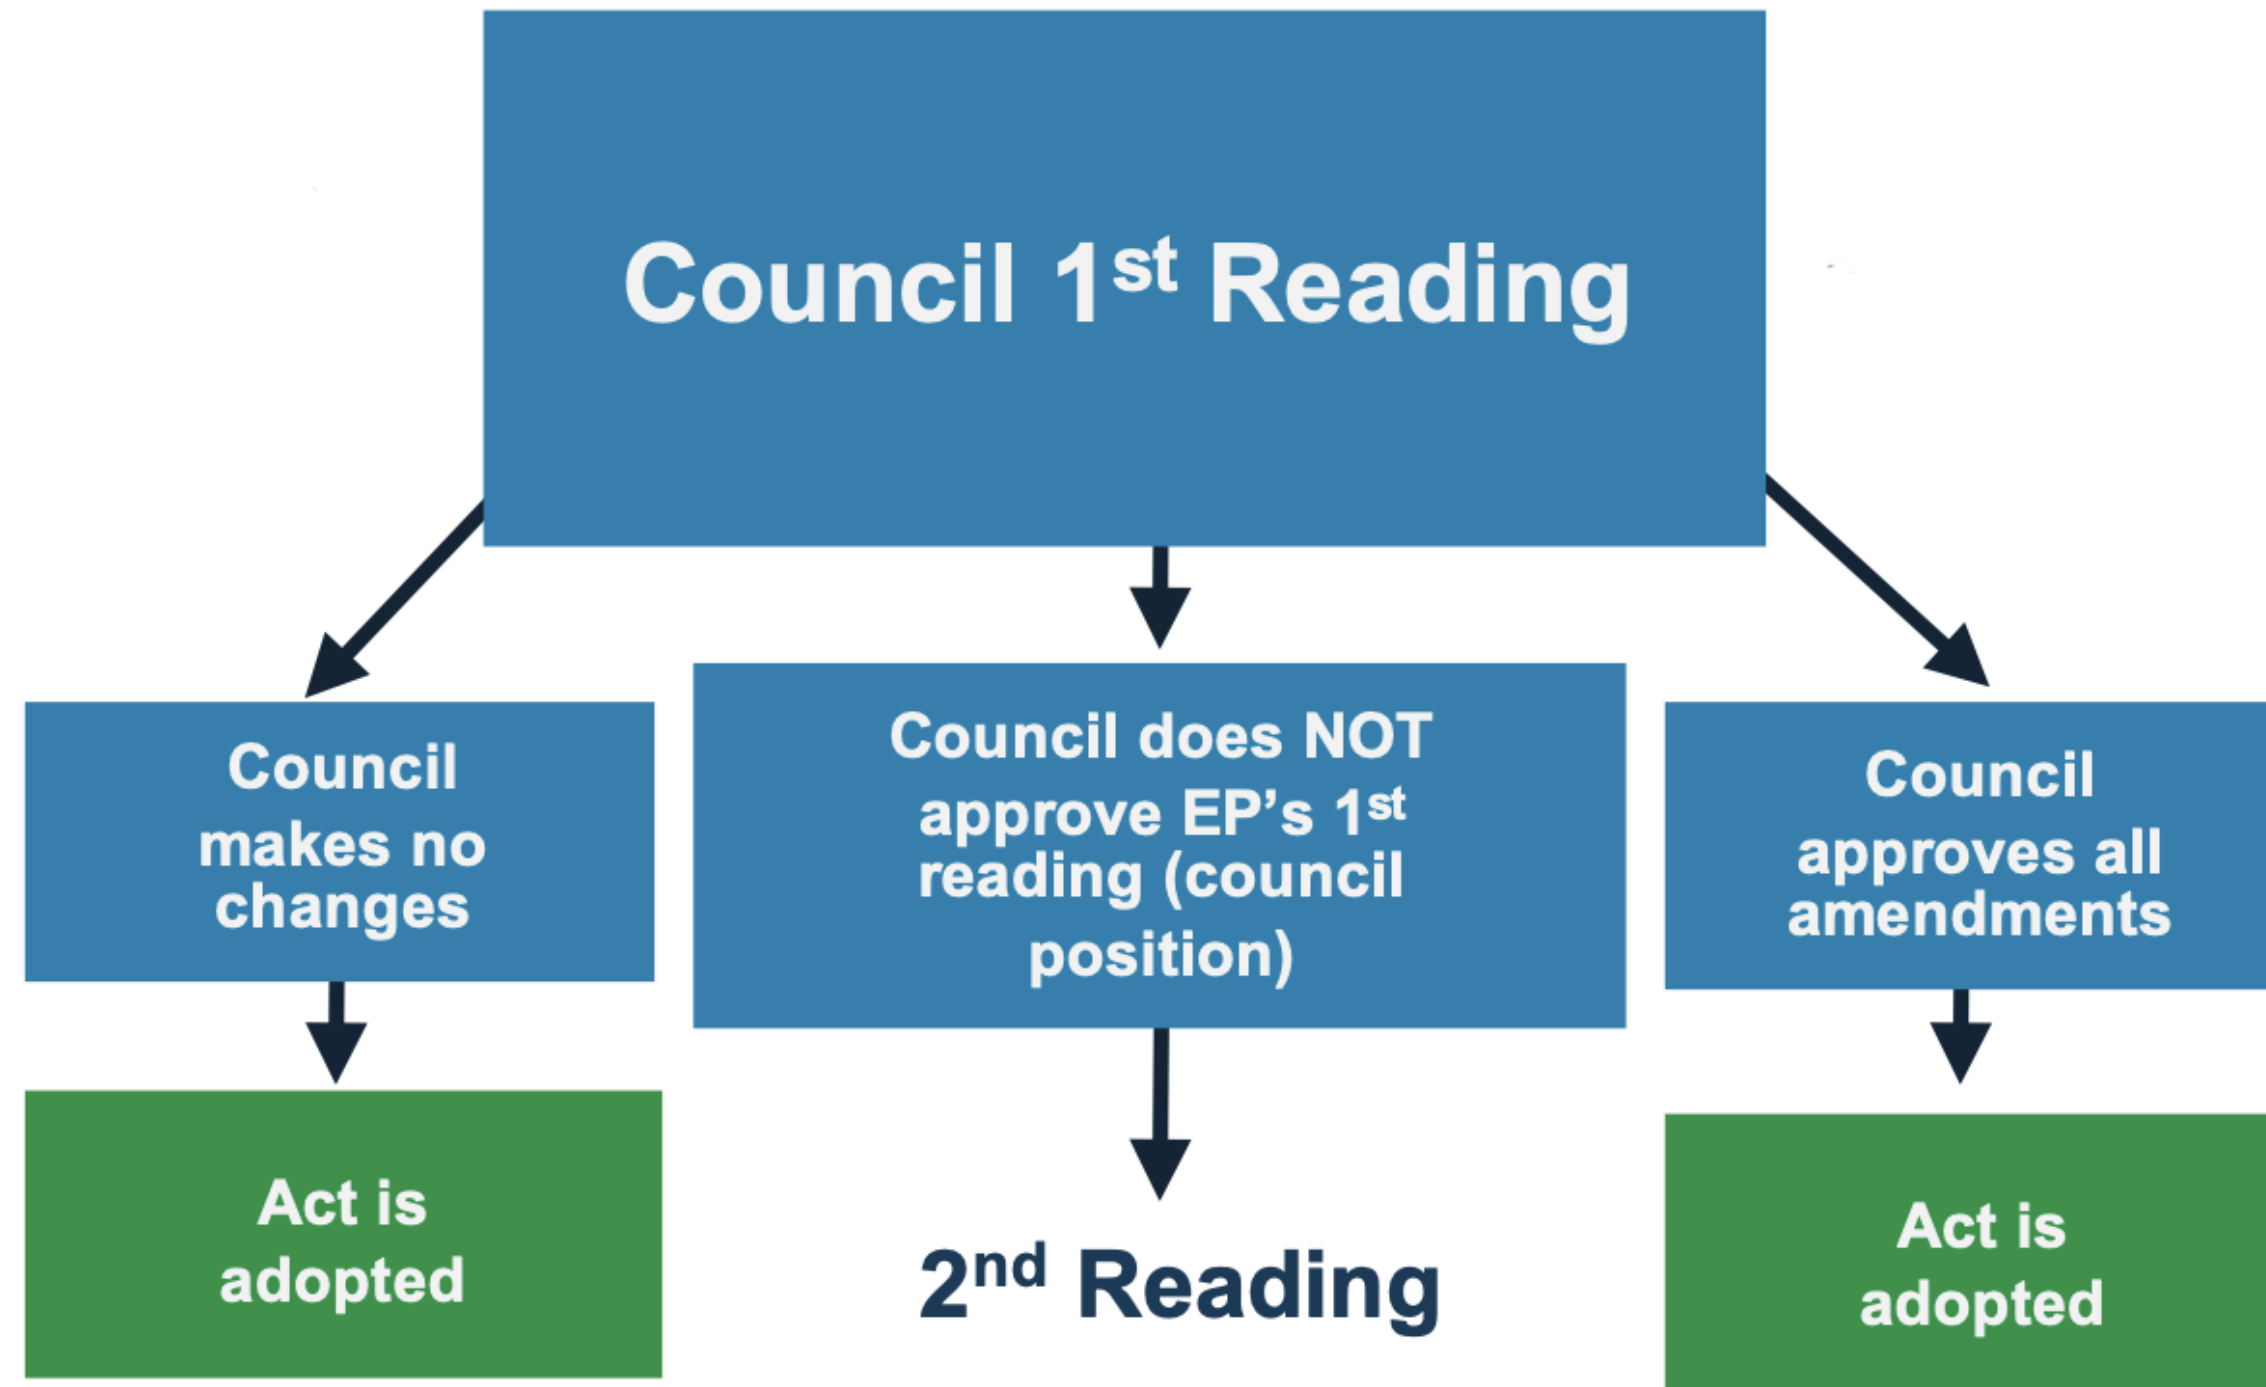 Council 1st Reading
Council
makes no
changes
Council does NOT
approve EP’s 1st
reading (council
position)
Council
approves all
amendments
Act is
adopted
2nd Reading
Act is
adopted